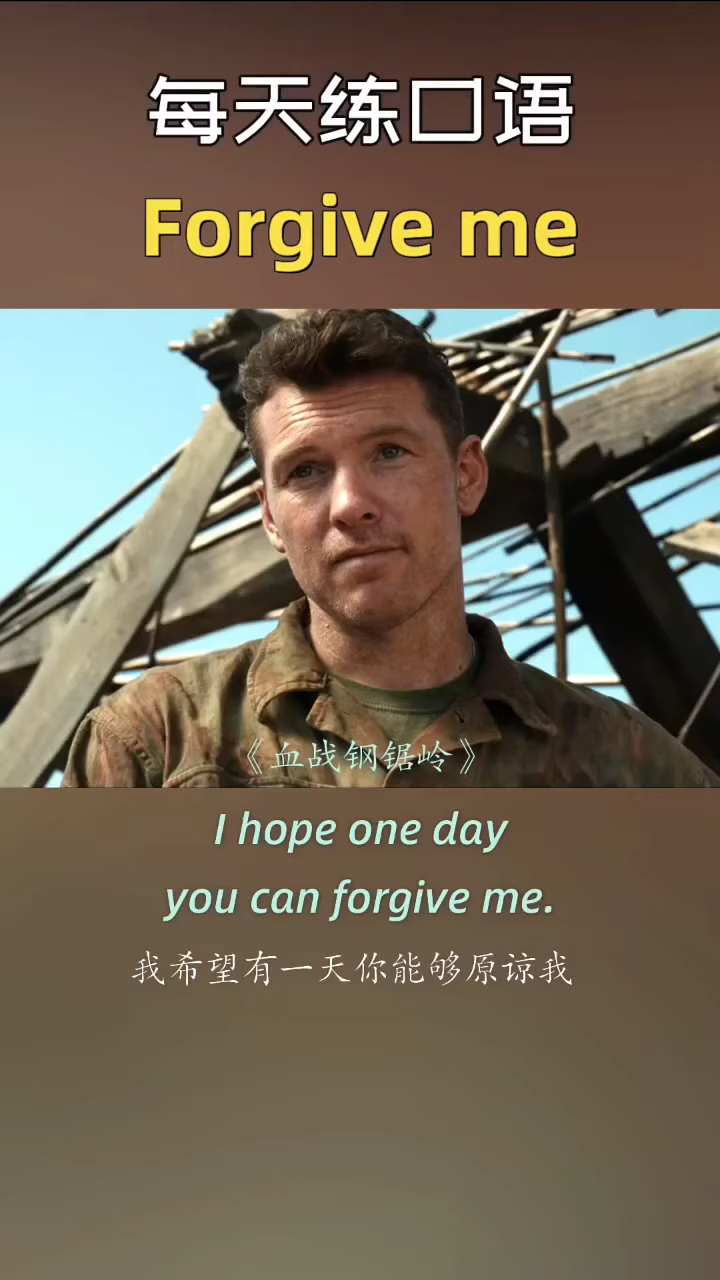 每天练口语
Forgive me
《血战钢锯岭》
I hope one day
you can forgive me.
我希望有一天你能够原谅我